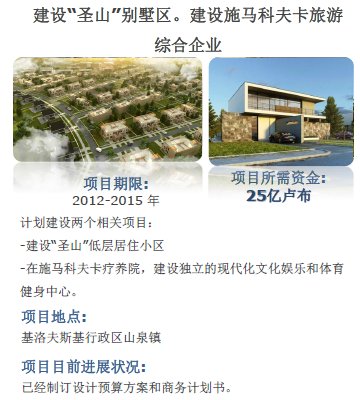 建设“圣山”别墅区。建设施马科夫卡旅游
综合企业
项目期限:
2012-2015 年
项目所需资金:
25亿卢布
计划建设两个相关项目：
-建设“圣山”低层居住小区
-在施马科夫卡疗养院，建设独立的现代化文化娱乐和体育
健身中心。
项目地点:
基洛夫斯基行政区山泉镇
项目目前进展状况:
已经制订设计预算方案和商务计划书。